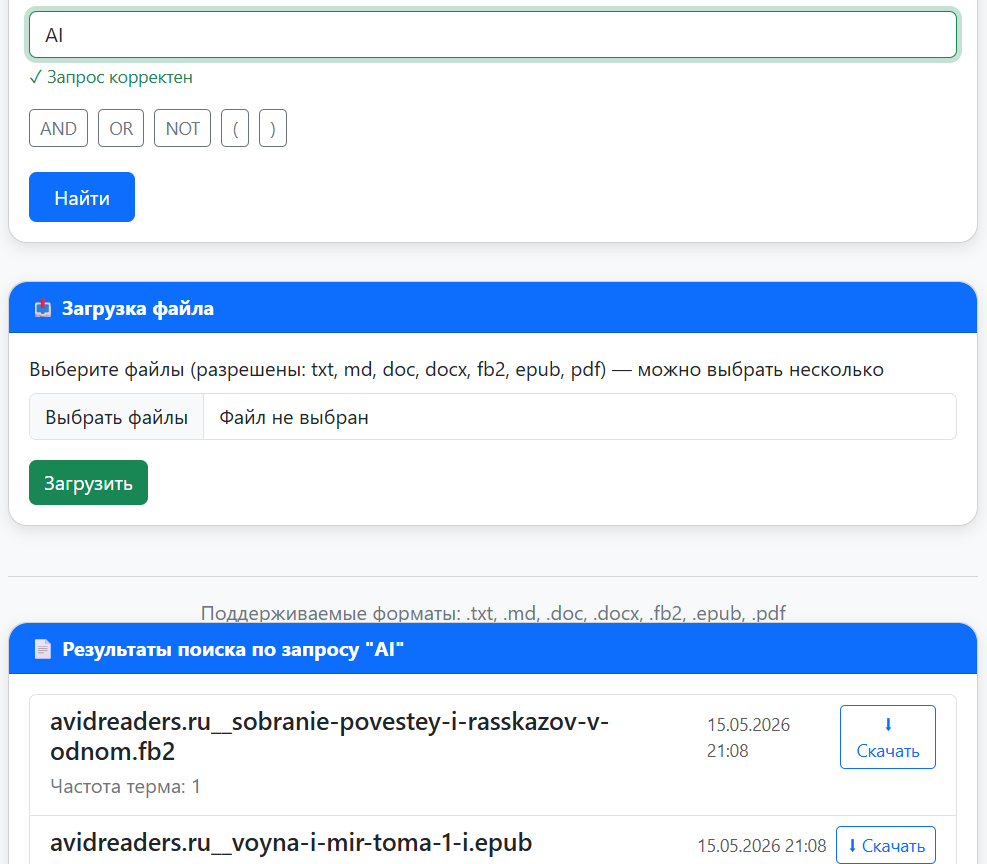 AI
✓ Запрос корректен
AND OR NOT ( )
Найти
Загрузка файла
Выберите файлы (разрешены: txt, md, doc, docx, fb2, epub, pdf) — можно выбрать несколько
Выбрать файлы Файл не выбран
Загрузить
Поддерживаемые форматы: .txt, .md, .doc, .docx, .fb2, .epub, .pdf
Результаты поиска по запросу "AI"
avidreaders.ru__sobranie-povestey-i-rasskazov-v-
odnom.fb2
Частота терма: 1
15.05.2026
21:08
⬇
Скачать
avidreaders.ru__voyna-i-mir-toma-1-i.epub
15.05.2026 21:08
⬇ Скачать